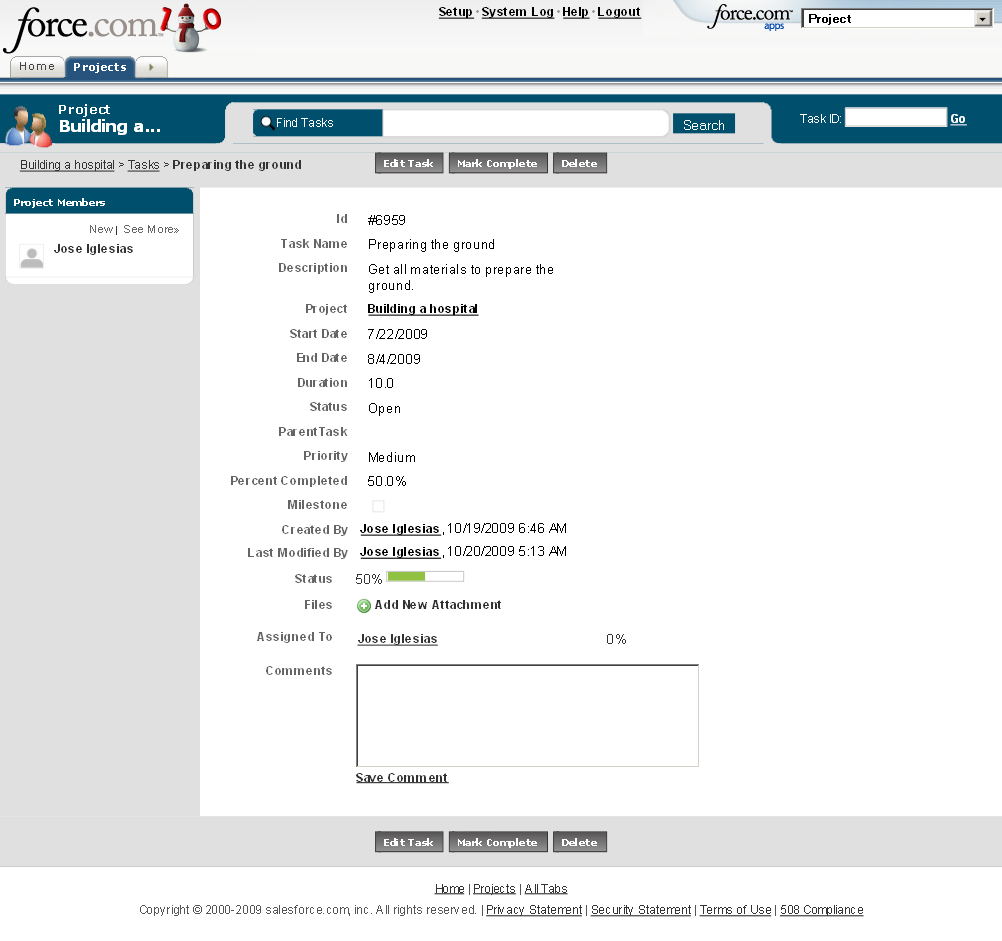 force.com 10
Setup · System Log · Help · Logout
force.com apps
Project
Home
Projects
Project
Building a...
Find Tasks
Search
Task ID:
Go
Building a hospital > Tasks > Preparing the ground
Edit Task
Mark Complete
Delete
Project Members
New | See More»
Jose Iglesias
Id #6959
Task Name Preparing the ground
Description Get all materials to prepare the
ground.
Project Building a hospital
Start Date 7/22/2009
End Date 8/4/2009
Duration 10.0
Status Open
ParentTask
Priority Medium
Percent Completed 50.0%
Milestone
Created By Jose Iglesias, 10/19/2009 6:46 AM
Last Modified By Jose Iglesias, 10/20/2009 5:13 AM
Status 50%
Files Add New Attachment
Assigned To Jose Iglesias 0%
Comments
Save Comment
Edit Task
Mark Complete
Delete
Home | Projects | All Tabs
Copyright © 2000-2009 salesforce.com, inc. All rights reserved. | Privacy Statement | Security Statement | Terms of Use | 508 Compliance